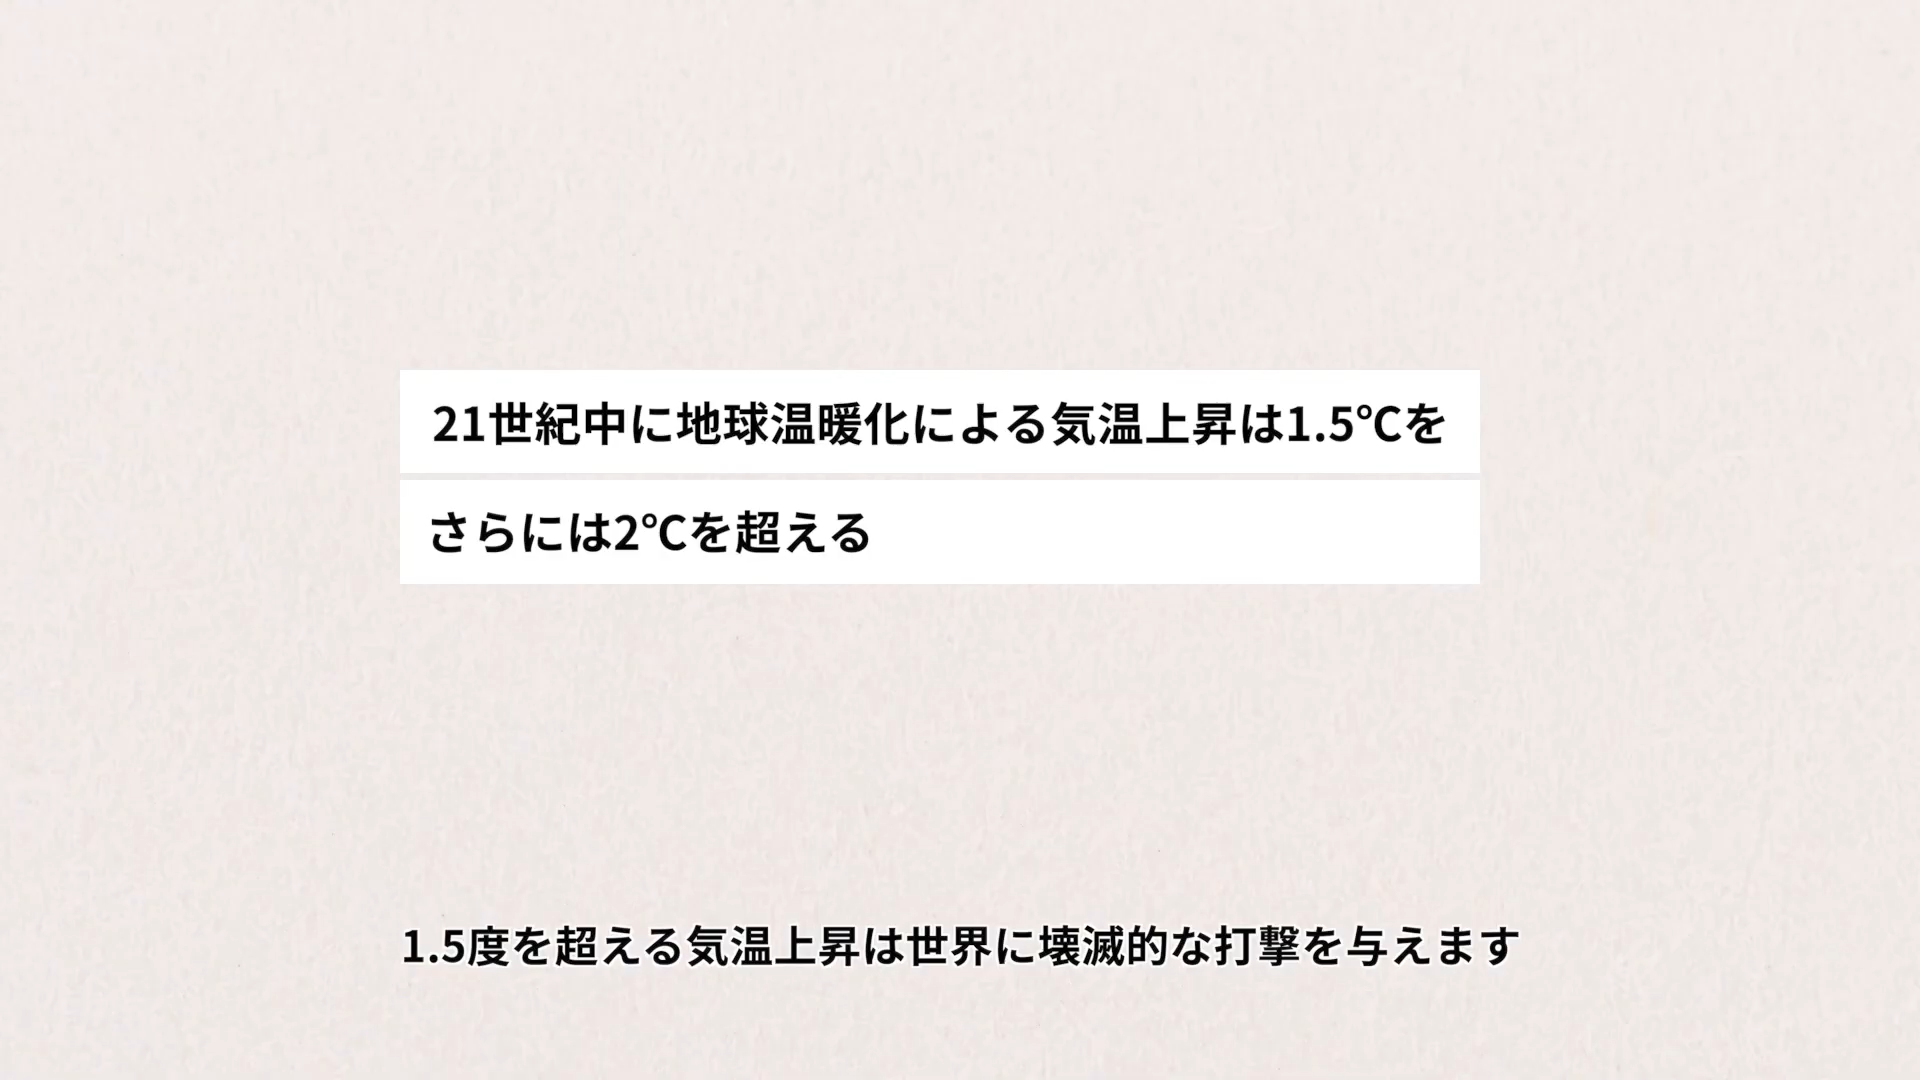 21世紀中に地球温暖化による気温上昇は1.5℃を
さらには2℃を超える
1.5度を超える気温上昇は世界に壊滅的な打撃を与えます